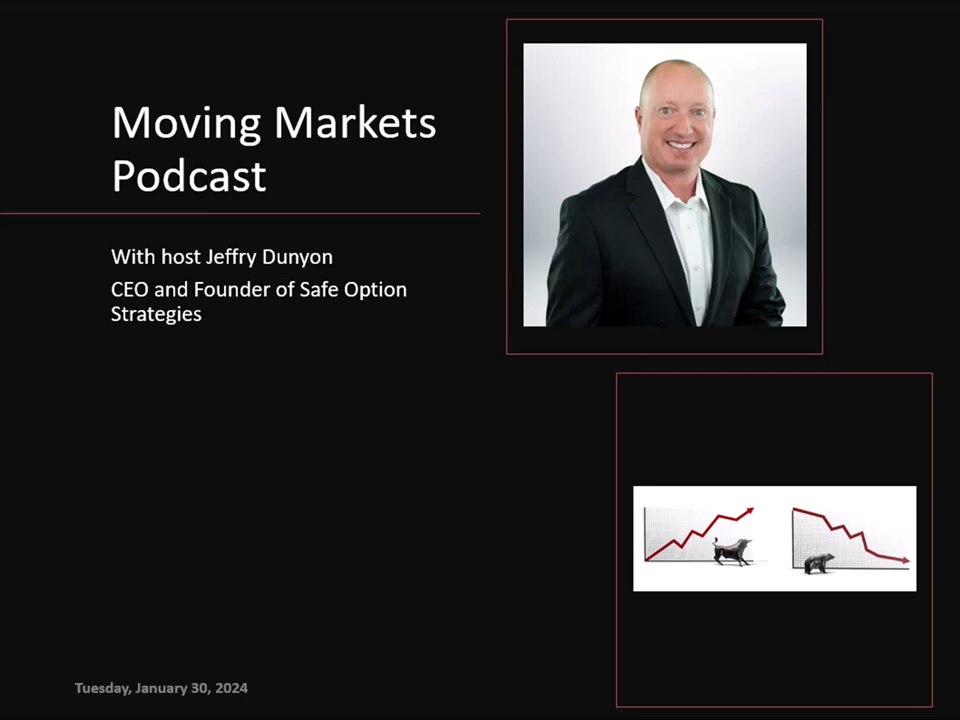 Moving Markets
Podcast
With host Jeffry Dunyon
CEO and Founder of Safe Option
Strategies
Tuesday, January 30, 2024